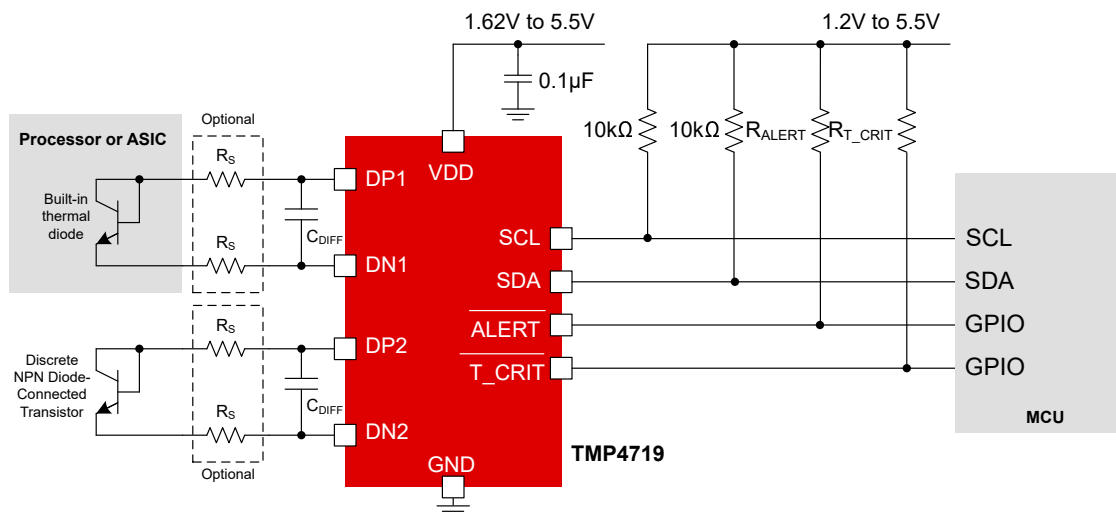 1.62V to 5.5V
1.2V to 5.5V
0.1µF
Optional
Processor or ASIC
RS
Built-in
thermal
diode
CDIFF
RS
DP1
VDD
DN1
10kΩ
10kΩ
RALERT
RT_CRIT
SCL
SDA
ALERT
T_CRIT
SCL
SDA
GPIO
GPIO
MCU
RS
DP2
Discrete
NPN Diode-
Connected
Transistor
CDIFF
RS
DN2
Optional
GND
TMP4719